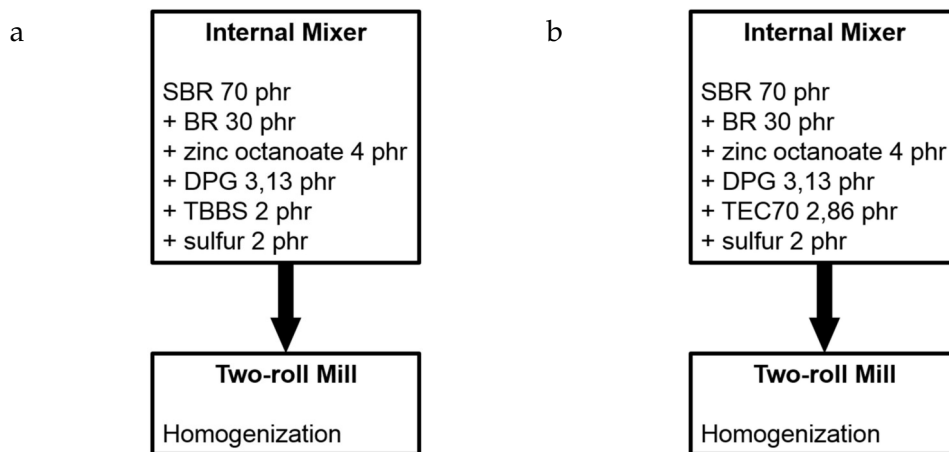 a
Internal Mixer
SBR 70 phr
+ BR 30 phr
+ zinc octanoate 4 phr
+ DPG 3,13 phr
+ TBBS 2 phr
+ sulfur 2 phr
Two-roll Mill
Homogenization
b
Internal Mixer
SBR 70 phr
+ BR 30 phr
+ zinc octanoate 4 phr
+ DPG 3,13 phr
+ TEC70 2,86 phr
+ sulfur 2 phr
Two-roll Mill
Homogenization